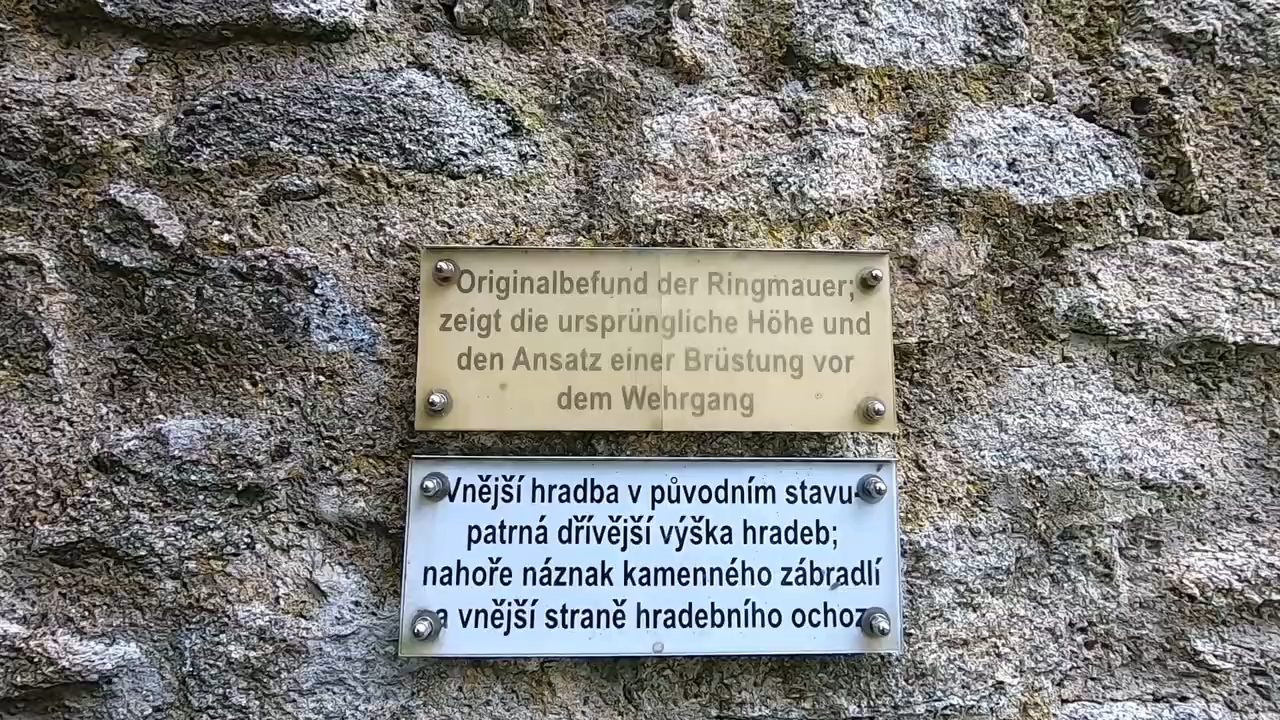 Originalbefund der Ringmauer;
zeigt die ursprüngliche Höhe und
den Ansatz einer Brüstung vor
dem Wehrgang
Vnější hradba v původním stavu-
patrná dřívější výška hradeb;
nahoře náznak kamenného zábradlí
vnější straně hradebního